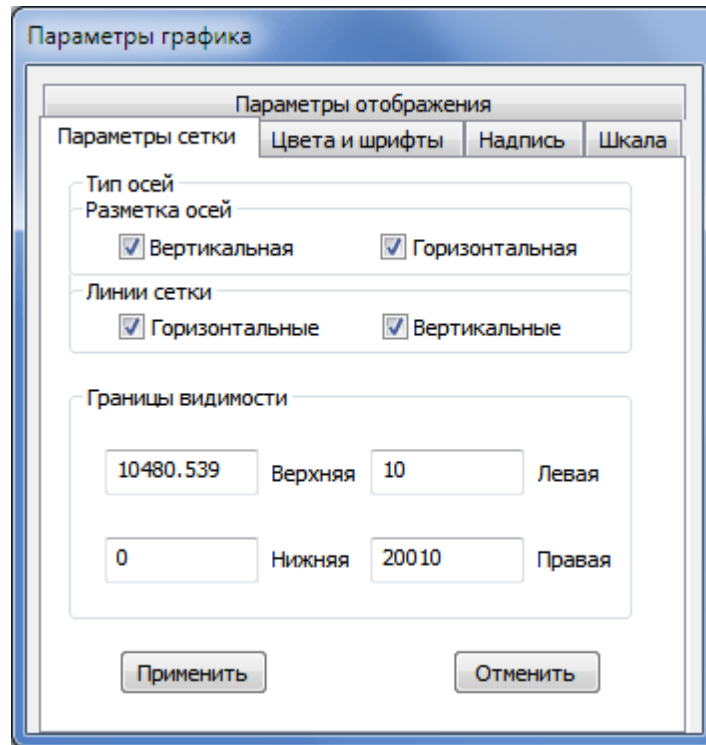 Параметры графика
Параметры отображения
Параметры сетки Цвета и шрифты Надпись Шкала
Тип осей
Разметка осей
Вертикальная Горизонтальная
Линии сетки
Горизонтальные Вертикальные
Границы видимости
10480.539 Верхняя 10 Левая
0 Нижняя 20010 Правая
Применить Отменить